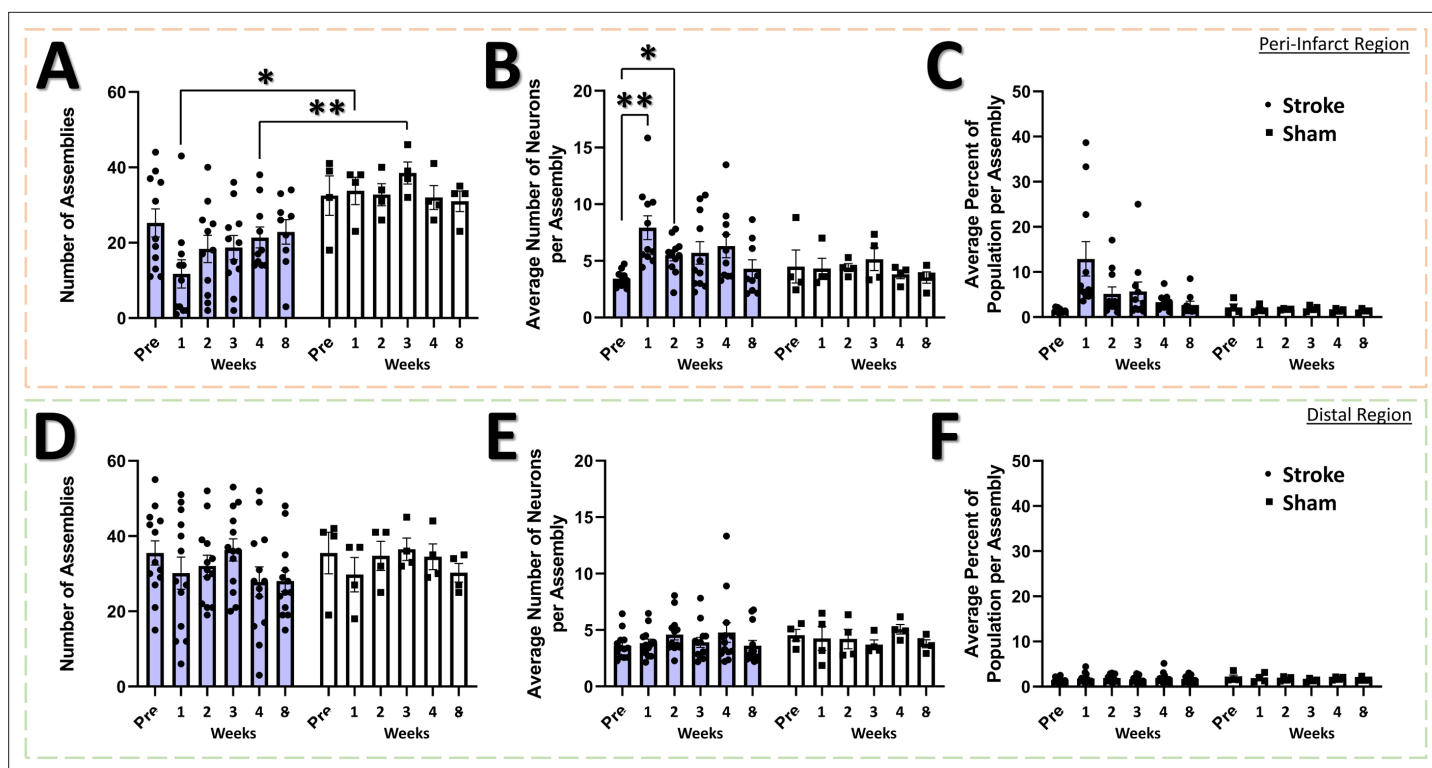 Peri-Infarct Region
A
Number of Assemblies
60
40
20
0
*
**
Pre 1 2 3 4 8 Pre 1 2 3 4 8
Weeks Weeks
B
Average Number of Neurons
per Assembly
20
15
10
5
0
*
**
Pre 1 2 3 4 8 Pre 1 2 3 4 8
Weeks Weeks
C
Average Percent of
Population per Assembly
50
40
30
20
10
0
Stroke
Sham
Pre 1 2 3 4 8 Pre 1 2 3 4 8
Weeks Weeks
Distal Region
D
Number of Assemblies
60
40
20
0
Pre 1 2 3 4 8 Pre 1 2 3 4 8
Weeks Weeks
E
Average Number of Neurons
per Assembly
20
15
10
5
0
Pre 1 2 3 4 8 Pre 1 2 3 4 8
Weeks Weeks
F
Average Percent of
Population per Assembly
50
40
30
20
10
0
Stroke
Sham
Pre 1 2 3 4 8 Pre 1 2 3 4 8
Weeks Weeks